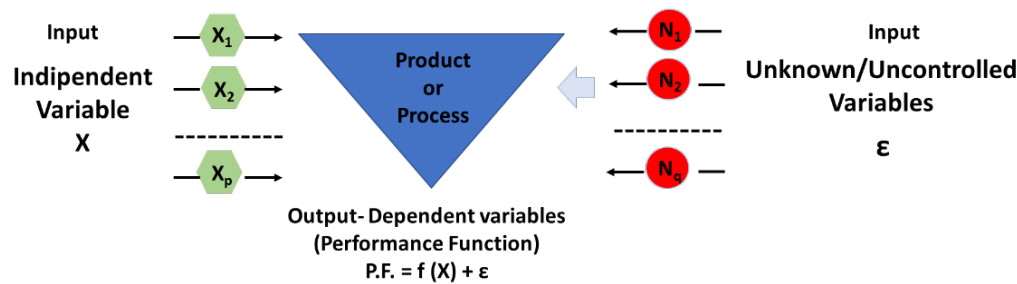 Input
Indipendent
Variable
X
X1
X2
Xp
Product
or
Process
N1
N2
Nq
Input
Unknown/Uncontrolled
Variables
ε
Output- Dependent variables
(Performance Function)
P.F. = f (X) + ε